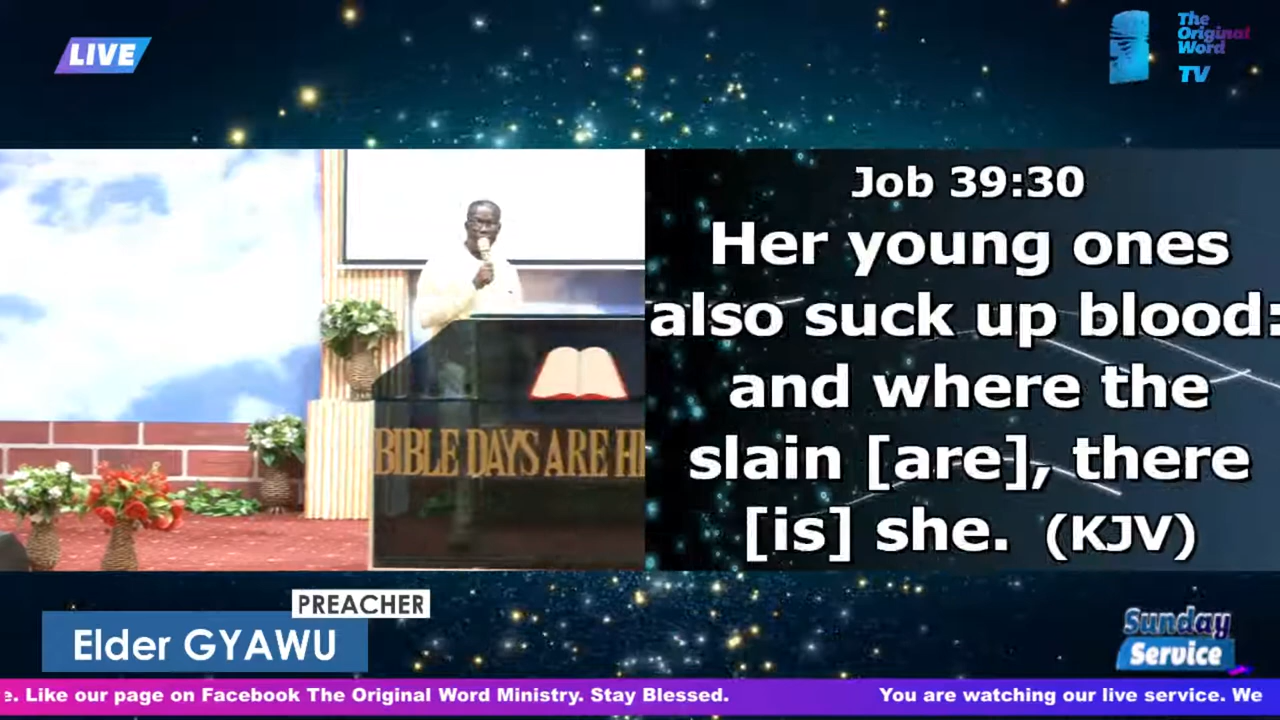 LIVE
The
Original
Word
TV
Job 39:30
Her young ones
also suck up blood:
and where the
slain [are], there
[is] she. (KJV)
BIBLE DAYS ARE HE
PREACHER
Elder GYAWU
Sunday
Service
e. Like our page on Facebook The Original Word Ministry. Stay Blessed. You are watching our live service. We